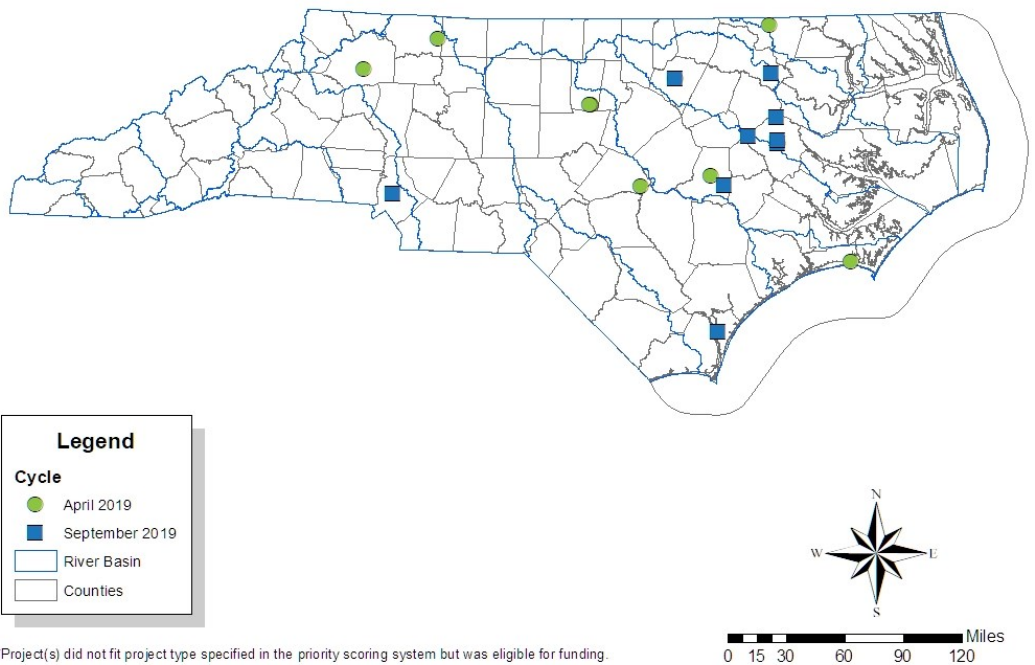 Legend
Cycle
April 2019
September 2019
River Basin
Counties
N
W E
S
Miles
0 15 30 60 90 120
*Project(s) did not fit project type specified in the priority scoring system but was eligible for funding.